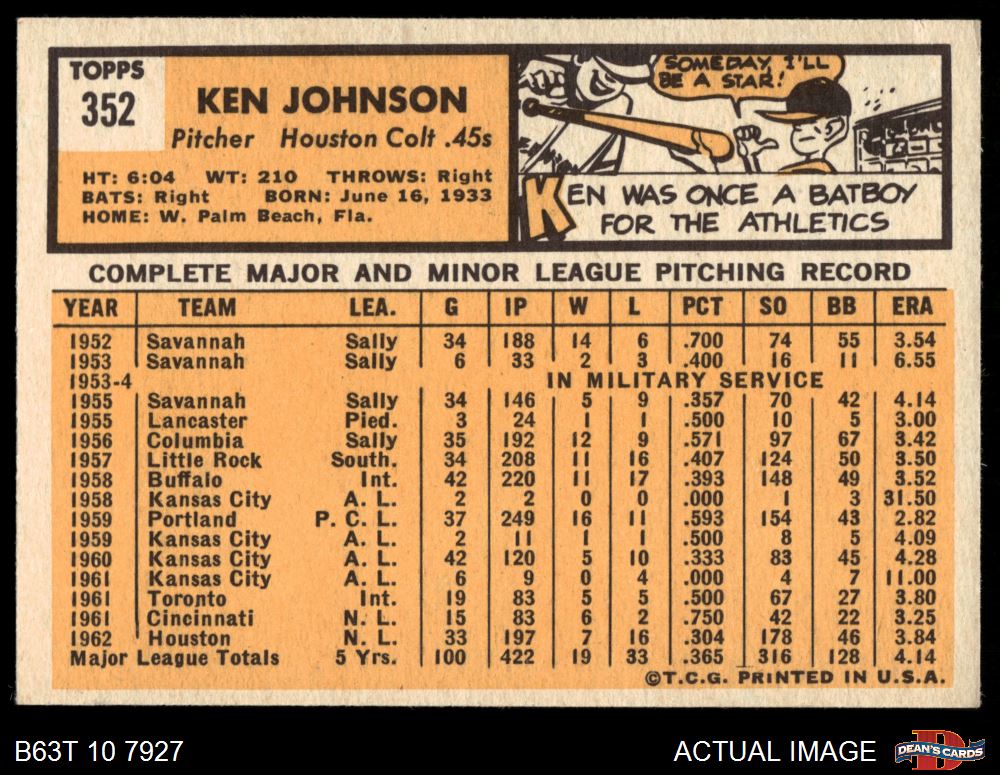 TOPPS
352
KEN JOHNSON
Pitcher Houston Colt .45s
HT: 6:04 WT: 210 THROWS: Right
BATS: Right BORN: June 16, 1933
HOME: W. Palm Beach, Fla.
SOMEDAY, I'LL
BE A STAR!
KEN WAS ONCE A BATBOY
FOR THE ATHLETICS
COMPLETE MAJOR AND MINOR LEAGUE PITCHING RECORD
YEAR TEAM LEA. G IP W L PCT SO BB ERA
1952 Savannah Sally 34 188 14 6 .700 74 55 3.54
1953 Savannah Sally 6 33 2 3 .400 16 11 6.55
1953-4 IN MILITARY SERVICE
1955 Savannah Sally 34 146 5 9 .357 70 42 4.14
1955 Lancaster Pied. 3 24 1 1 .500 10 5 3.00
1956 Columbia Sally 35 192 12 9 .571 97 67 3.42
1957 Little Rock South. 34 208 11 16 .407 124 50 3.50
1958 Buffalo Int. 42 220 11 17 .393 148 49 3.52
1958 Kansas City A. L. 2 2 0 0 .000 1 3 31.50
1959 Portland P. C. L. 37 249 16 11 .593 154 43 2.82
1959 Kansas City A. L. 2 11 1 1 .500 8 5 4.09
1960 Kansas City A. L. 42 120 5 10 .333 83 45 4.28
1961 Kansas City A. L. 6 9 0 4 .000 4 7 11.00
1961 Toronto Int. 19 83 5 5 .500 67 27 3.80
1961 Cincinnati N. L. 15 83 6 2 .750 42 22 3.25
1962 Houston N. L. 33 197 7 16 .304 178 46 3.84
Major League Totals 5 Yrs. 100 422 19 33 .365 316 128 4.14
©T.C.G. PRINTED IN U.S.A.
B63T 10 7927 ACTUAL IMAGE DEAN'S CARDS